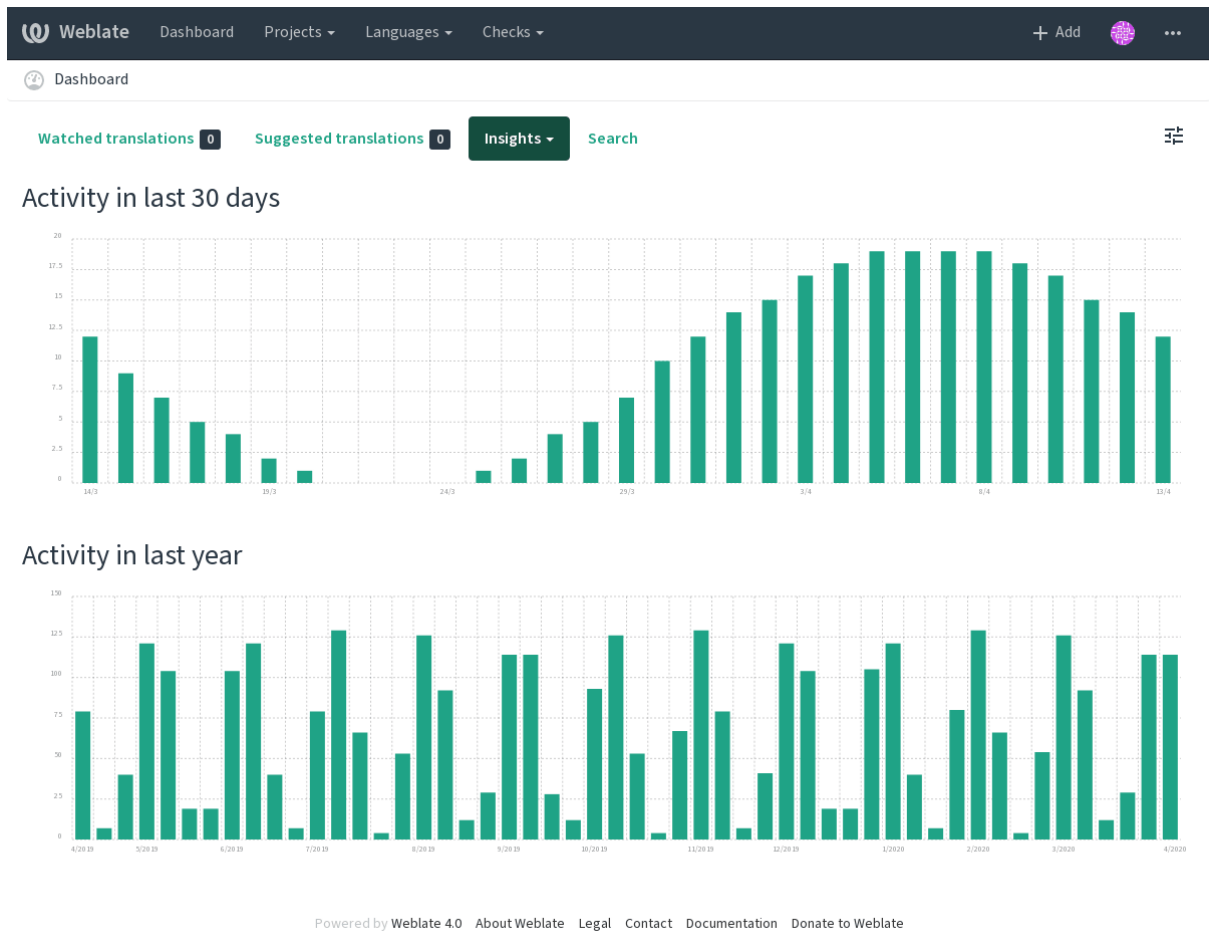 Weblate Dashboard Projects Languages Checks Add
Dashboard
Watched translations 0 Suggested translations 0 Insights Search
Activity in last 30 days
20
17.5
15
12.5
10
7.5
5
2.5
0
14/3 19/3 24/3 29/3 3/4 8/4 13/4
Activity in last year
150
125
100
75
50
25
0
4/2019 5/2019 6/2019 7/2019 8/2019 9/2019 10/2019 11/2019 12/2019 1/2020 2/2020 3/2020 4/2020
Powered by Weblate 4.0 About Weblate Legal Contact Documentation Donate to Weblate